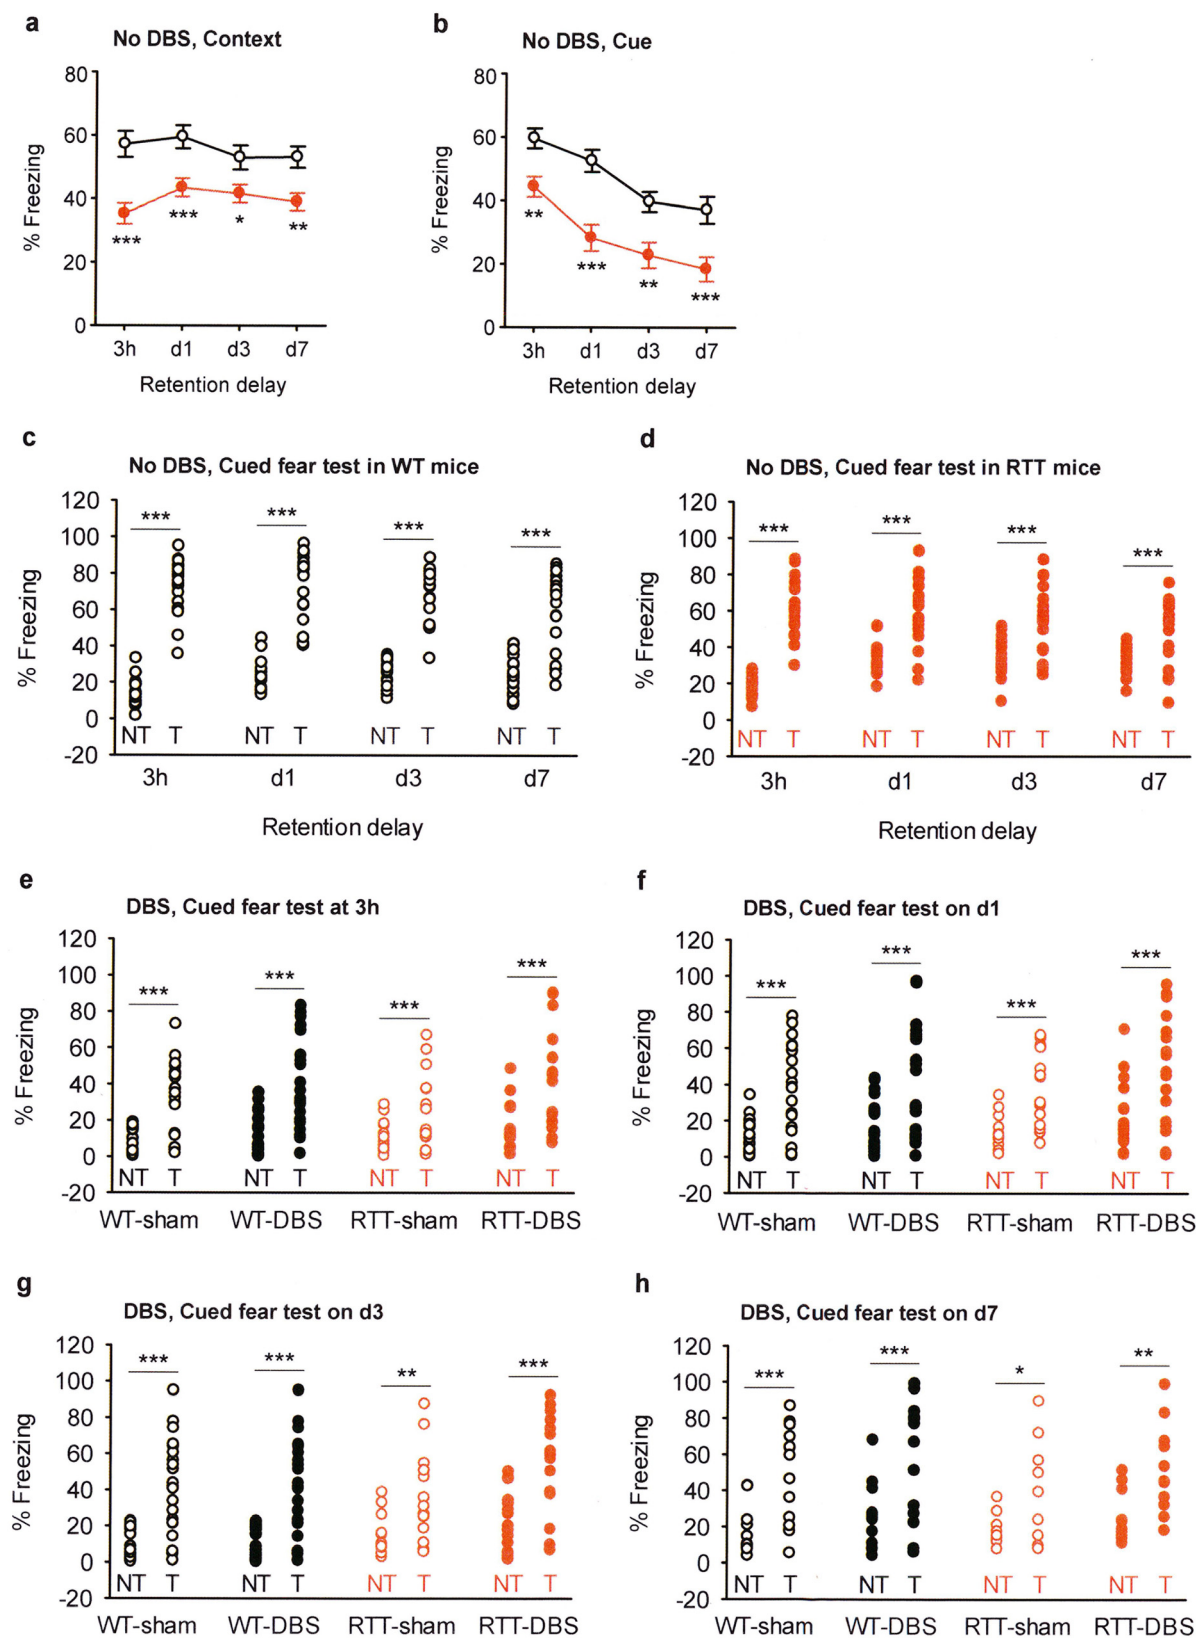 a
No DBS, Context
80
60
40
20
0
% Freezing
***
***
*
**
3h d1 d3 d7
Retention delay
b
No DBS, Cue
80
60
40
20
0
% Freezing
**
***
**
***
3h d1 d3 d7
Retention delay
c
No DBS, Cued fear test in WT mice
120
100
80
60
40
20
0
-20
% Freezing
*** *** *** ***
NT T NT T NT T NT T
3h d1 d3 d7
Retention delay
d
No DBS, Cued fear test in RTT mice
120
100
80
60
40
20
0
-20
% Freezing
*** *** *** ***
NT T NT T NT T NT T
3h d1 d3 d7
Retention delay
e
DBS, Cued fear test at 3h
120
100
80
60
40
20
0
-20
% Freezing
*** *** *** ***
NT T NT T NT T NT T
WT-sham WT-DBS RTT-sham RTT-DBS
f
DBS, Cued fear test on d1
120
100
80
60
40
20
0
-20
% Freezing
*** *** *** ***
NT T NT T NT T NT T
WT-sham WT-DBS RTT-sham RTT-DBS
g
DBS, Cued fear test on d3
120
100
80
60
40
20
0
-20
% Freezing
*** *** ** ***
NT T NT T NT T NT T
WT-sham WT-DBS RTT-sham RTT-DBS
h
DBS, Cued fear test on d7
120
100
80
60
40
20
0
-20
% Freezing
*** *** * **
NT T NT T NT T NT T
WT-sham WT-DBS RTT-sham RTT-DBS